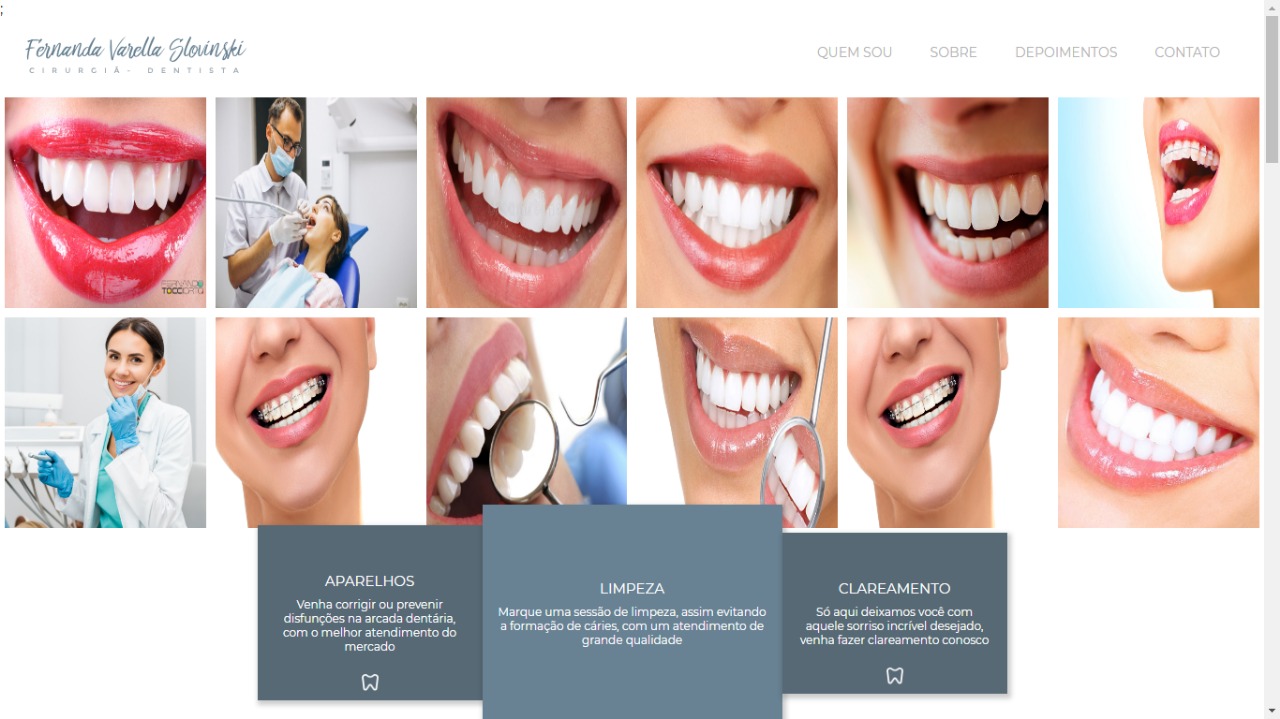 ;
Fernanda Varella Slovinski
CIRURGIÃ- DENTISTA
QUEM SOU
SOBRE
DEPOIMENTOS
CONTATO
APARELHOS
Venha corrigir ou prevenir
disfunções na arcada dentária,
com o melhor atendimento do
mercado
LIMPEZA
Marque uma sessão de limpeza, assim evitando
a formação de cáries, com um atendimento de
grande qualidade
CLAREAMENTO
Só aqui deixamos você com
aquele sorriso incrível desejado,
venha fazer clareamento conosco